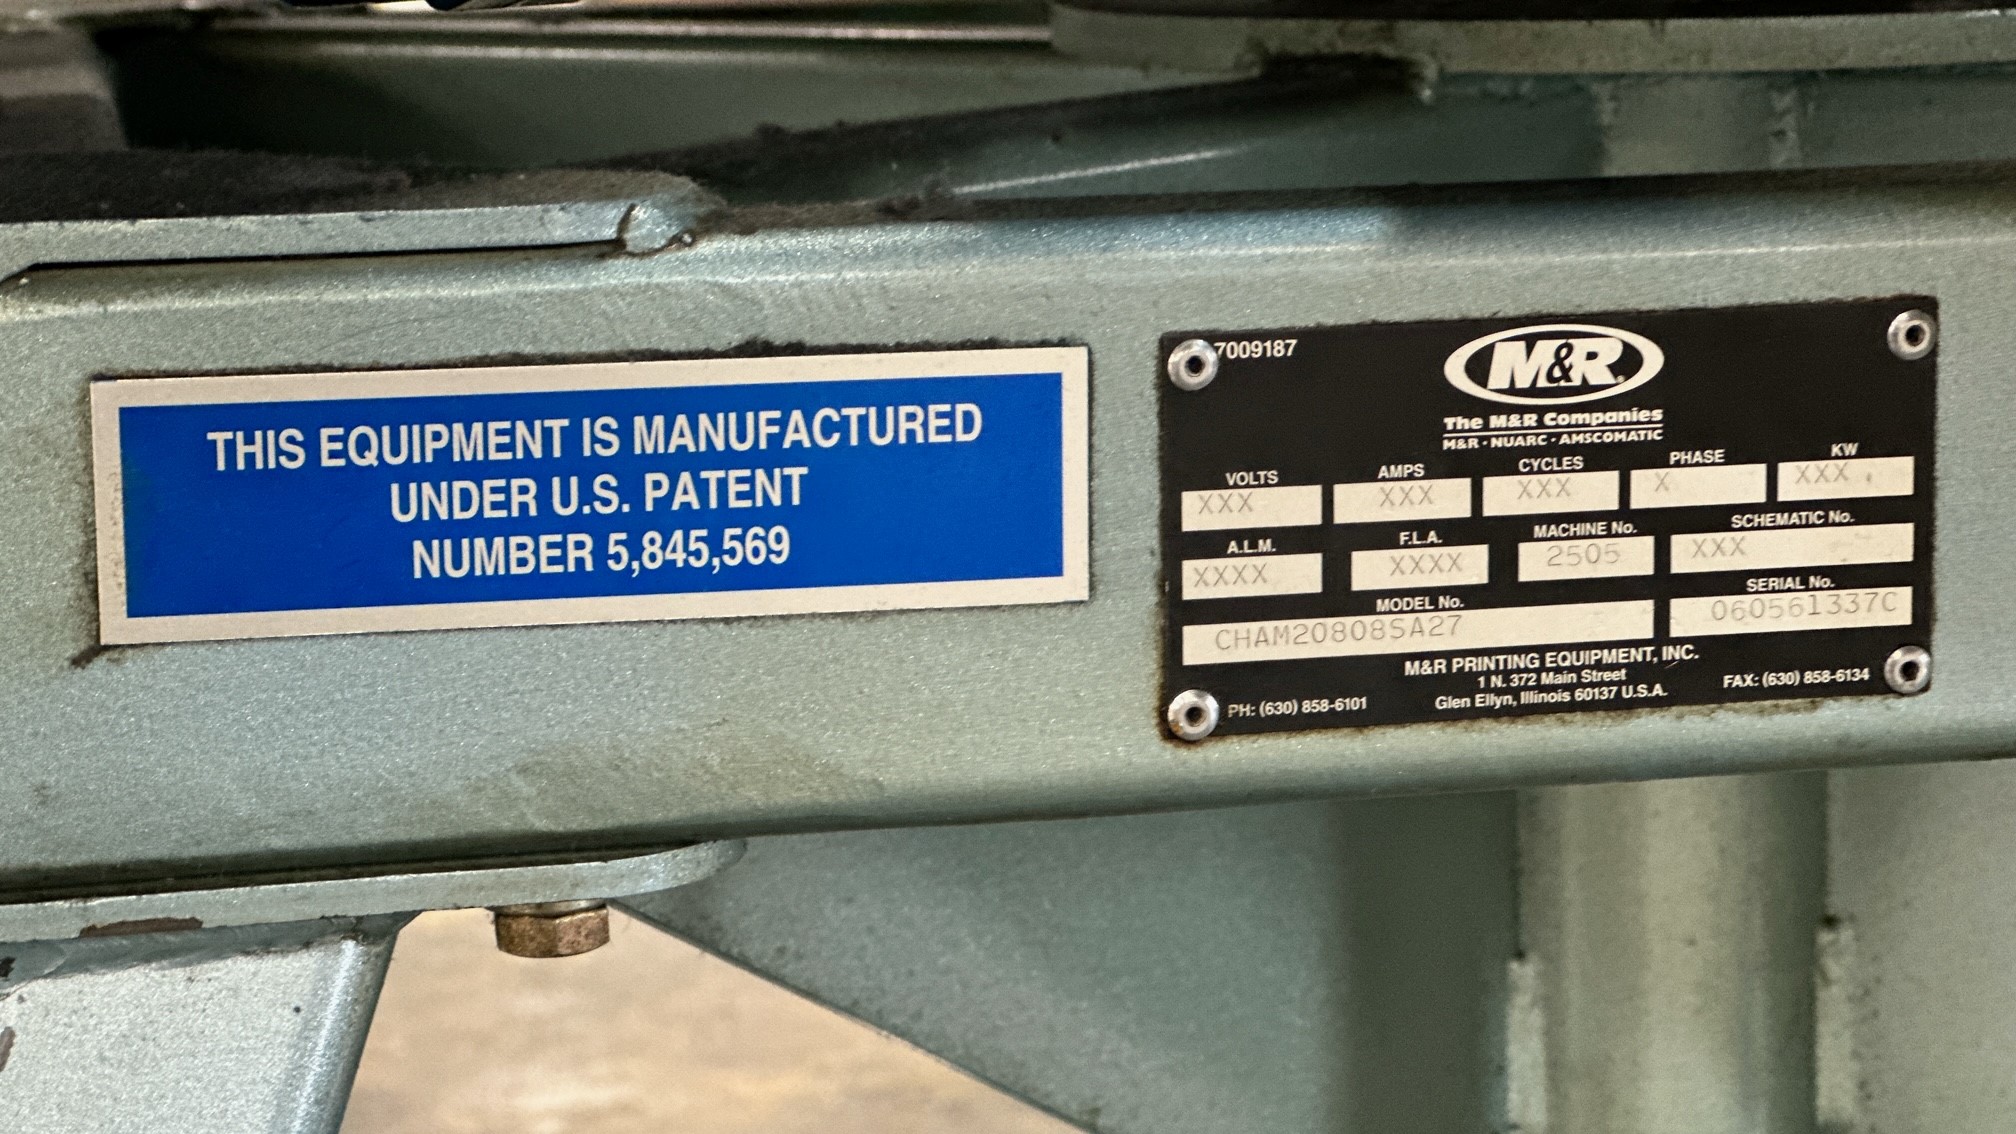 THIS EQUIPMENT IS MANUFACTURED
UNDER U.S. PATENT
NUMBER 5,845,569
7009187
M&R®
The M&R Companies
M&R · NUARC · AMSCOMATIC
VOLTS AMPS CYCLES PHASE KW
XXX XXX XXX X XXX
A.L.M. F.L.A. MACHINE No. SCHEMATIC No.
XXXX XXXX 2505 XXX
MODEL No. SERIAL No.
CHAM20808SA27 060561337C
M&R PRINTING EQUIPMENT, INC.
1 N. 372 Main Street
Glen Ellyn, Illinois 60137 U.S.A.
PH: (630) 858-6101 FAX: (630) 858-6134